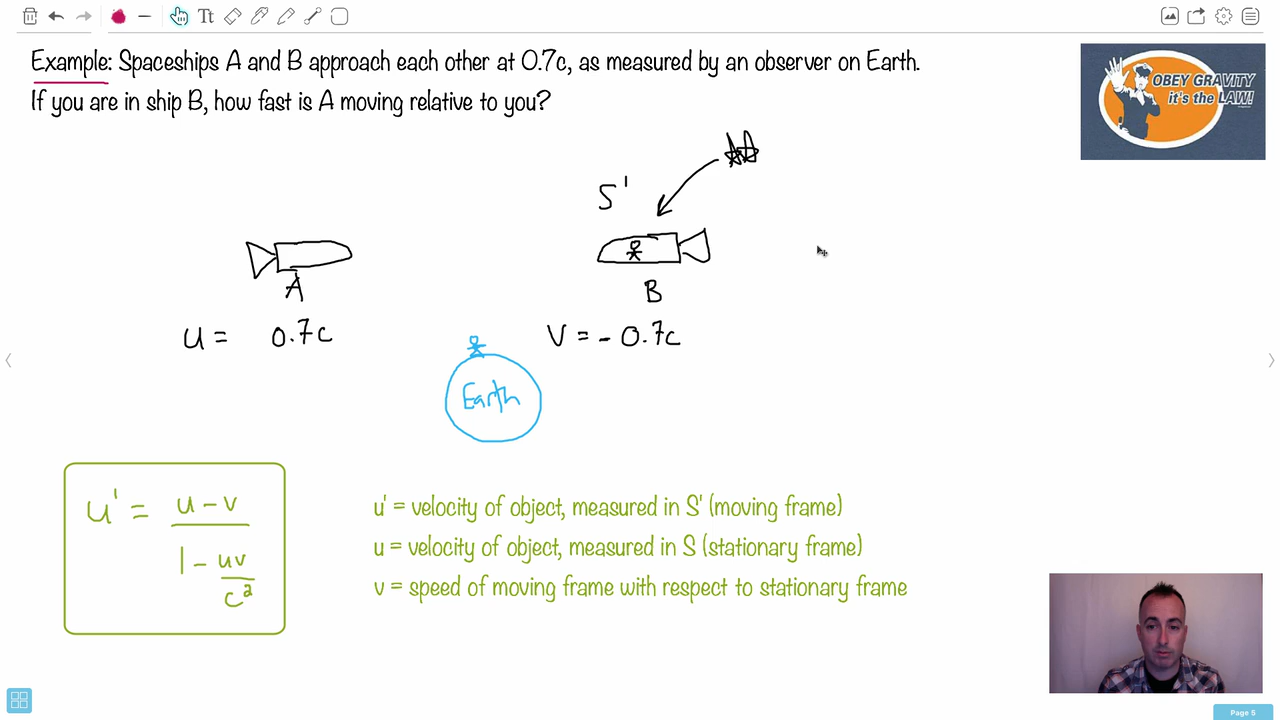 Example: Spaceships A and B approach each other at 0.7c, as measured by an observer on Earth.
If you are in ship B, how fast is A moving relative to you?
OBEY GRAVITY
it's the LAW!
S'
A
B
u = 0.7c
v = - 0.7c
Earth
u' = u - v
1 - uv
c²
u' = velocity of object, measured in S' (moving frame)
u = velocity of object, measured in S (stationary frame)
v = speed of moving frame with respect to stationary frame
Tt
Page 5